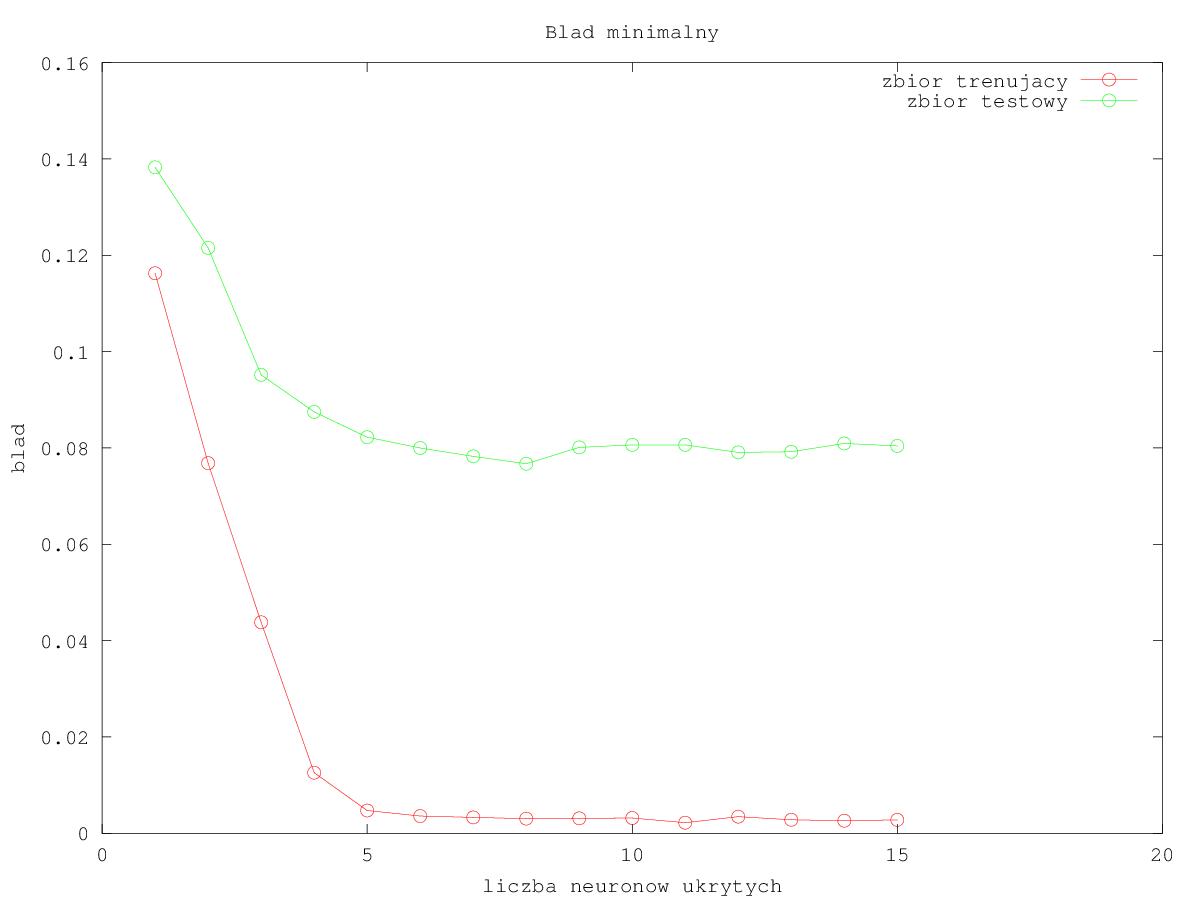 Blad minimalny
zbior trenujacy
zbior testowy
0.16
0.14
0.12
0.1
0.08
0.06
0.04
0.02
0
blad
0 5 10 15 20
liczba neuronow ukrytych